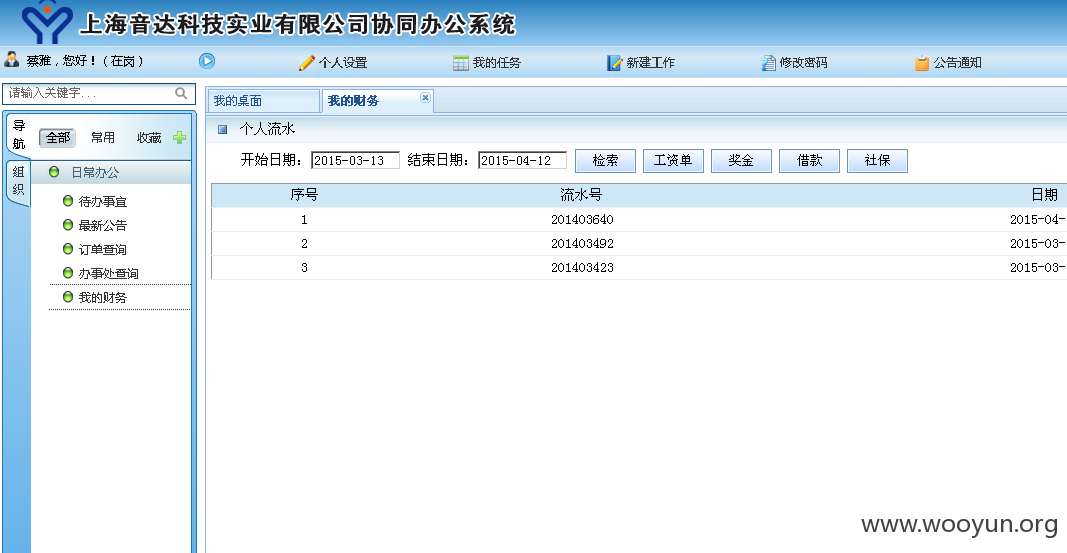 上海音达科技实业有限公司协同办公系统
蔡雅，您好！（在岗） 个人设置 我的任务 新建工作 修改密码 公告通知
请输入关键字...
我的桌面 我的财务
导航 全部 常用 收藏
组织
日常办公
待办事宜
最新公告
订单查询
办事处查询
我的财务
个人流水
开始日期： 2015-03-13 结束日期： 2015-04-12 检索 工资单 奖金 借款 社保
序号 流水号 日期
1 201403640 2015-04-
2 201403492 2015-03-
3 201403423 2015-03-
www.wooyun.org